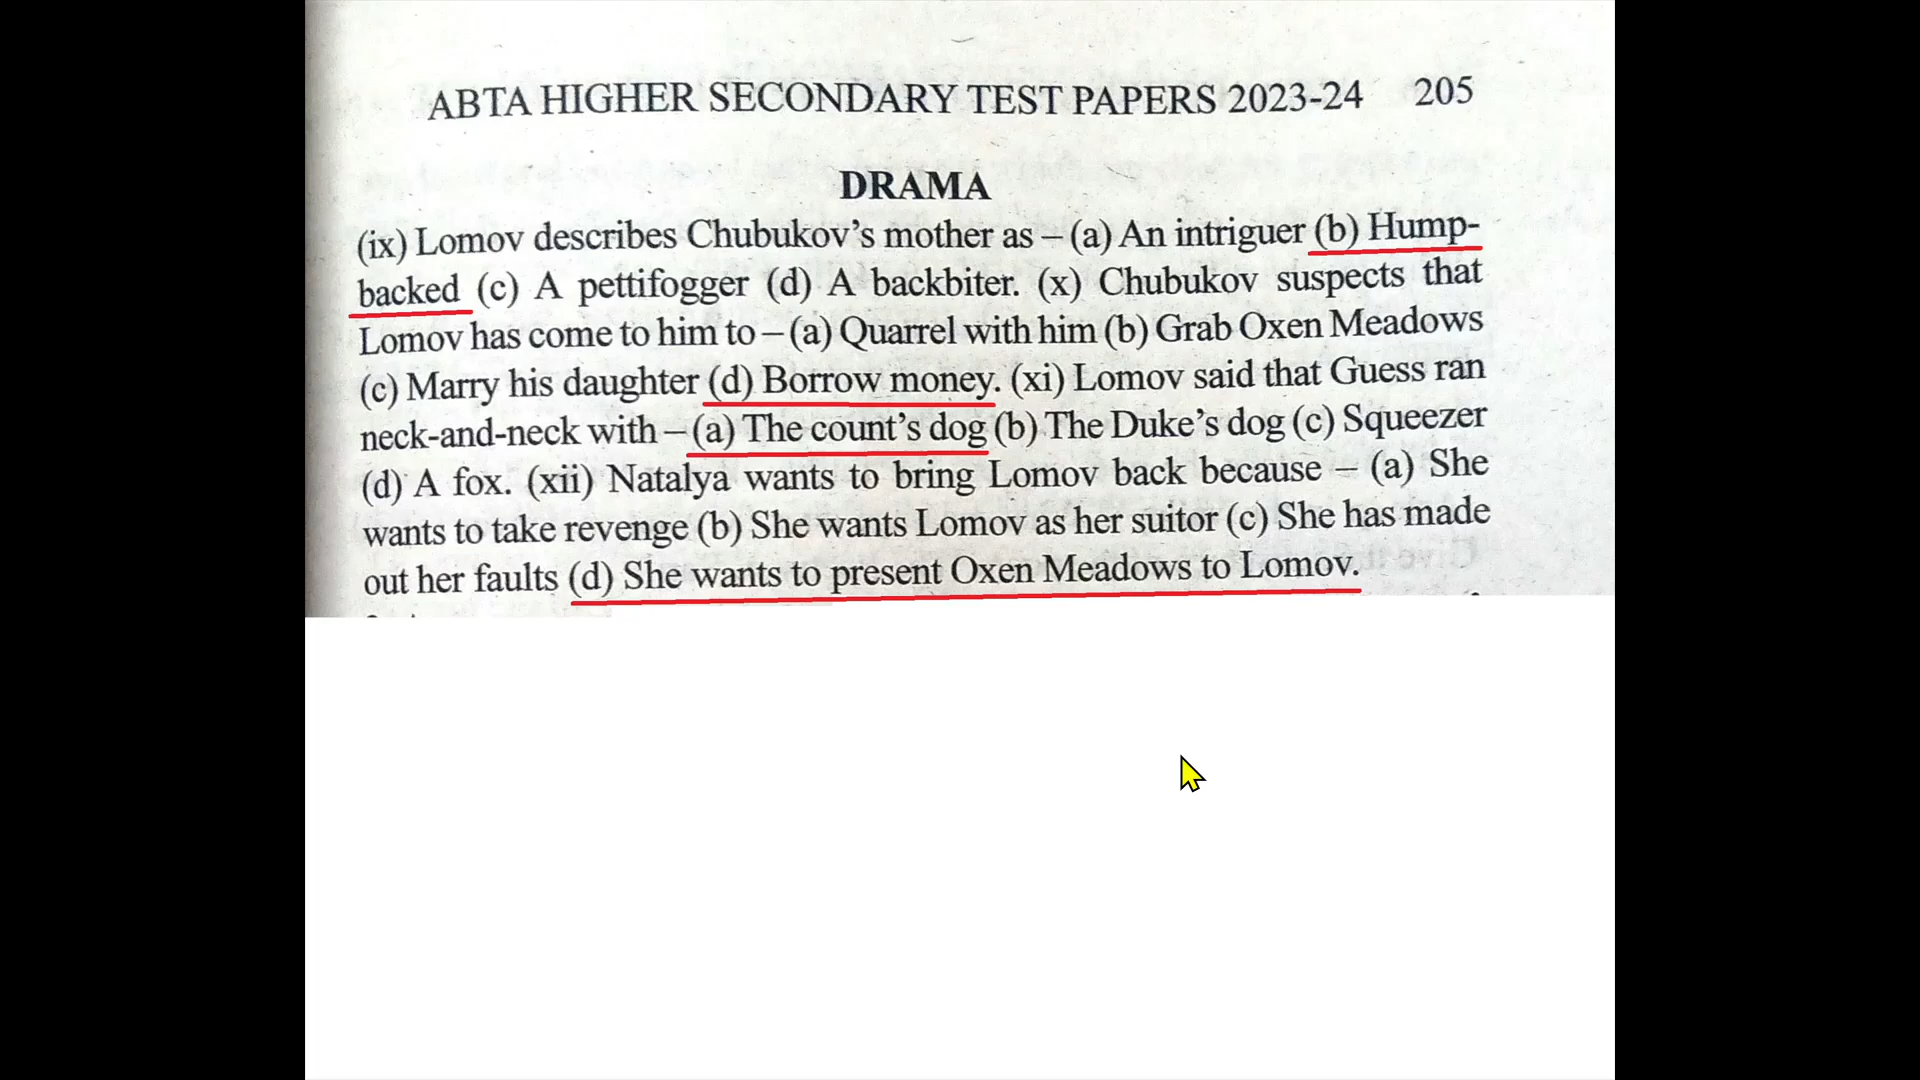 ABTA HIGHER SECONDARY TEST PAPERS 2023-24 205
DRAMA
(ix) Lomov describes Chubukov's mother as – (a) An intriguer (b) Hump-
backed (c) A pettifogger (d) A backbiter. (x) Chubukov suspects that
Lomov has come to him to – (a) Quarrel with him (b) Grab Oxen Meadows
(c) Marry his daughter (d) Borrow money. (xi) Lomov said that Guess ran
neck-and-neck with – (a) The count's dog (b) The Duke's dog (c) Squeezer
(d) A fox. (xii) Natalya wants to bring Lomov back because – (a) She
wants to take revenge (b) She wants Lomov as her suitor (c) She has made
out her faults (d) She wants to present Oxen Meadows to Lomov.